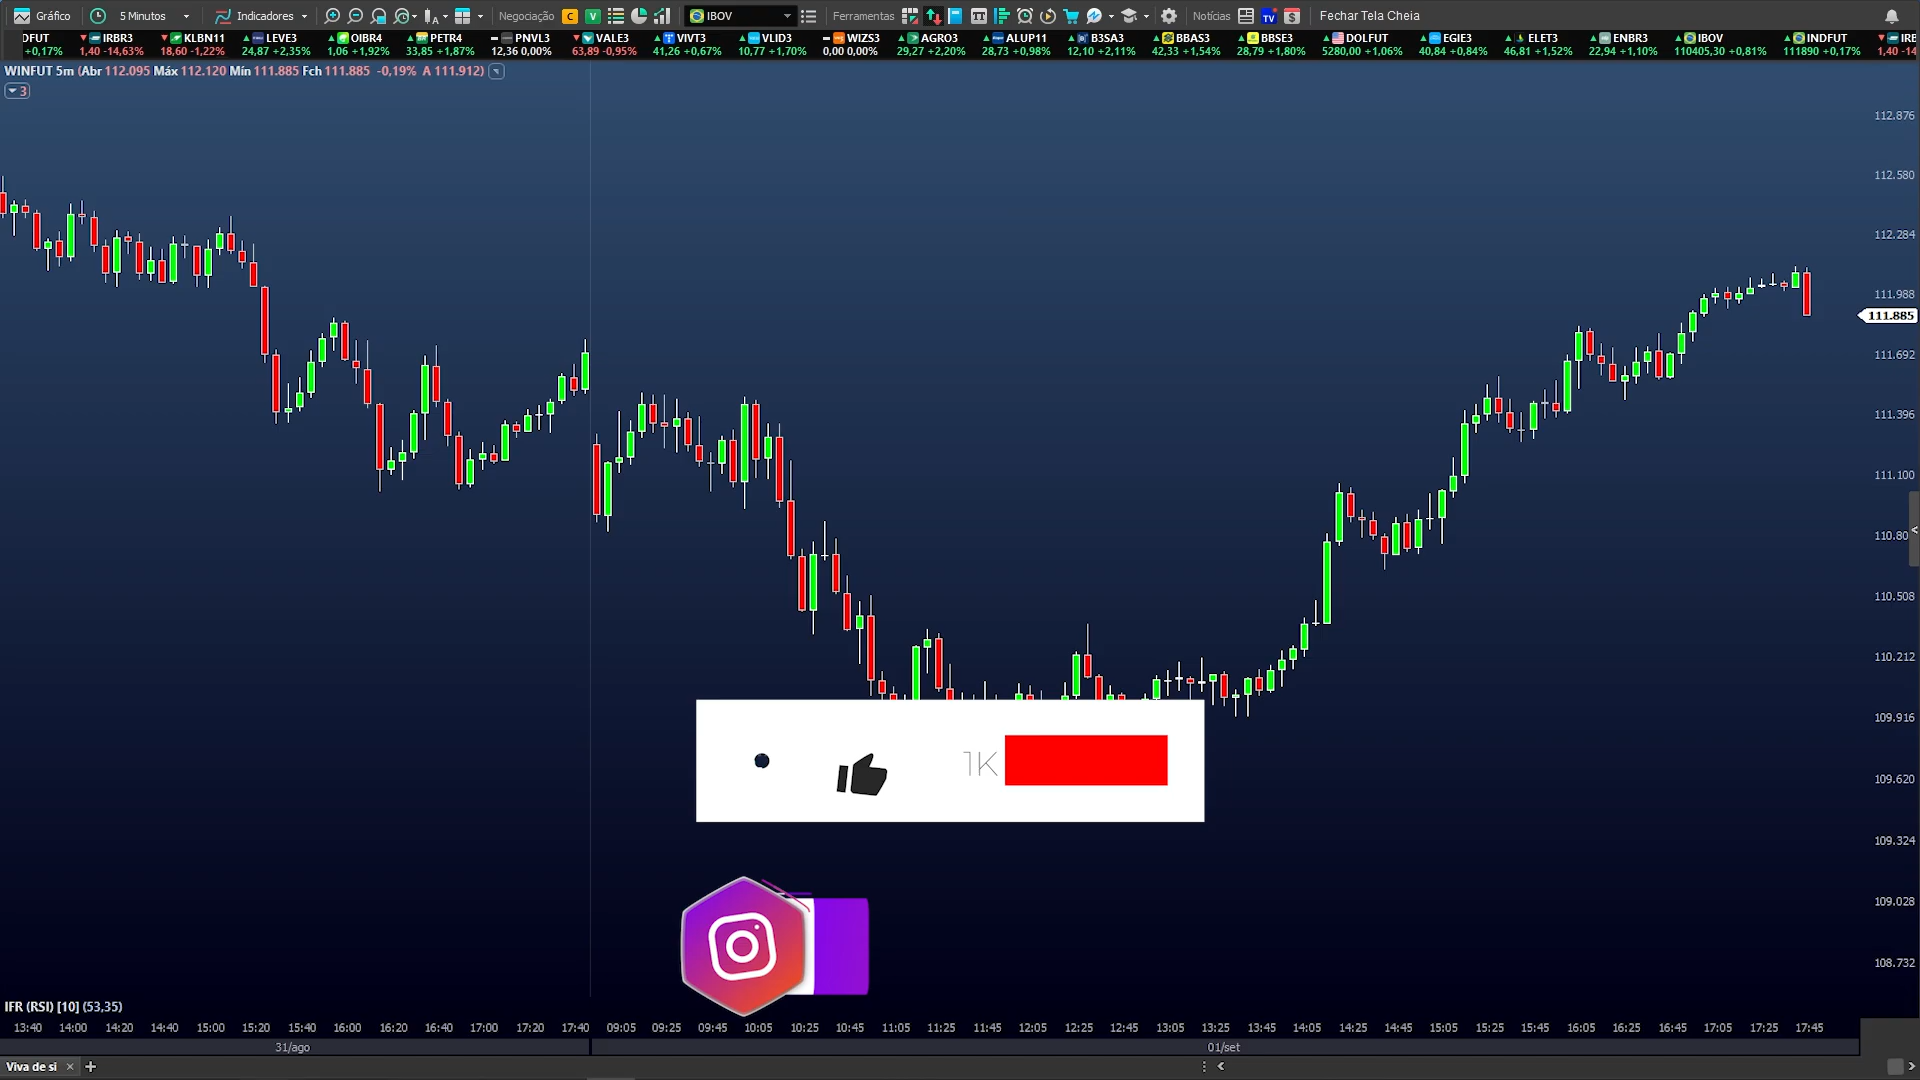 Gráfico 5 Minutos Indicadores Negociação C V IBOV Ferramentas Notícias TV $ Fechar Tela Cheia
DFUT IRBR3 KLBN11 LEVE3 OIBR4 PETR4 PNVL3 VALE3 VIVT3 VLID3 WIZS3 AGRO3 ALUP11 B3SA3 BBAS3 BBSE3 DOLFUT EGIE3 ELET3 ENBR3 IBOV INDFUT IRB
+0,17% 1,40 -14,63% 18,60 -1,22% 24,87 +2,35% 1,06 +1,92% 33,85 +1,87% 12,36 0,00% 63,89 -0,95% 41,26 +0,67% 10,77 +1,70% 0,00 0,00% 29,27 +2,20% 28,73 +0,98% 12,10 +2,11% 42,33 +1,54% 28,79 +1,80% 5280,00 +1,06% 40,84 +0,84% 46,81 +1,52% 22,94 +1,10% 110405,30 +0,81% 111890 +0,17% 1,40 -14
WINFUT 5m (Abr 112.095 Máx 112.120 Mín 111.885 Fch 111.885 -0,19% A 111.912)
3
112.876
112.580
112.284
111.988
111.885
111.692
111.396
111.100
110.80
110.508
110.212
109.916
109.620
109.324
109.028
108.732
1K
IFR (RSI) [10] (53,35)
13:40 14:00 14:20 14:40 15:00 15:20 15:40 16:00 16:20 16:40 17:00 17:20 17:40 09:05 09:25 09:45 10:05 10:25 10:45 11:05 11:25 11:45 12:05 12:25 12:45 13:05 13:25 13:45 14:05 14:25 14:45 15:05 15:25 15:45 16:05 16:25 16:45 17:05 17:25 17:45
31/ago 01/set
Viva de si × +